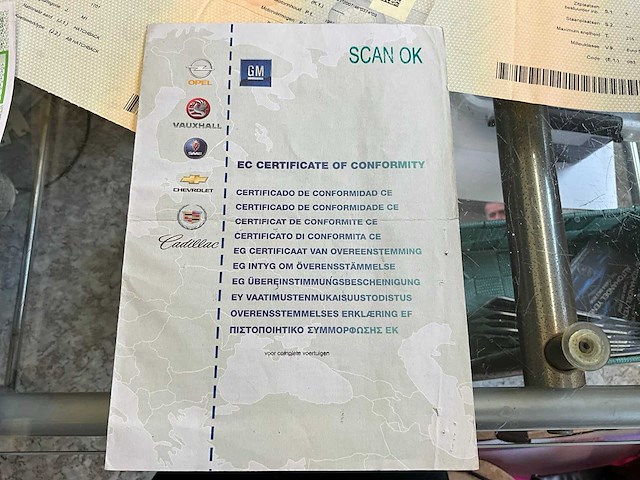 SCAN OK
OPEL
GM
VAUXHALL
SAAB
CHEVROLET
Cadillac
EC CERTIFICATE OF CONFORMITY
CERTIFICADO DE CONFORMIDAD CE
CERTIFICADO DE CONFORMIDADE CE
CERTIFICAT DE CONFORMITE CE
CERTIFICATO DI CONFORMITA CE
EG CERTIFICAAT VAN OVEREENSTEMMING
EG INTYG OM ÖVERENSSTÄMMELSE
EG ÜBEREINSTIMMUNGSBESCHEINIGUNG
EY VAATIMUSTENMUKAISUUSTODISTUS
OVERENSSTEMMELSES ERKLÆRING EF
ΠΙΣΤΟΠΟΙΗΤΙΚΟ ΣΥΜΜΟΡΦΩΣΗΣ ΕΚ
voor complete voertuigen